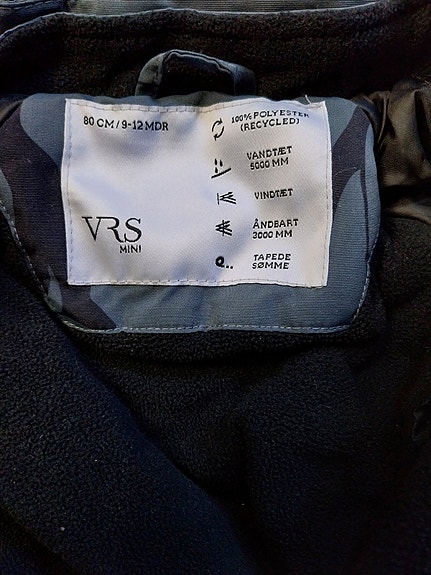 80 CM / 9-12 MDR
VRS
MINI
100% POLYESTER
(RECYCLED)
VANDTÆT
5000 MM
VINDTÆT
ÅNDBART
3000 MM
TAPEDE
SØMME